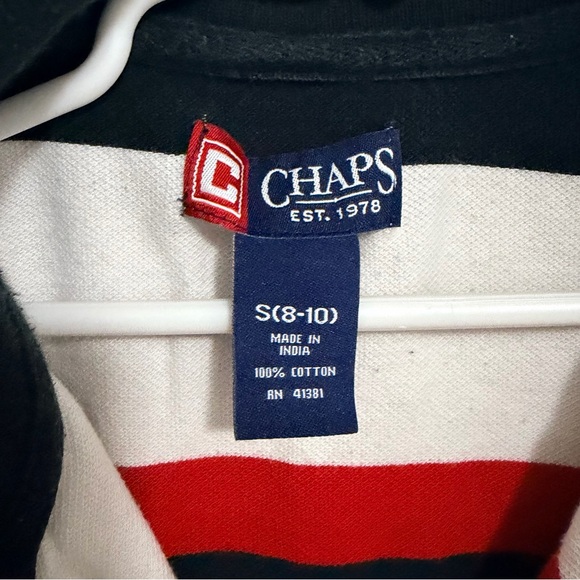 C
CHAPS
EST. 1978
S(8-10)
MADE IN
INDIA
100% COTTON
RN 41381